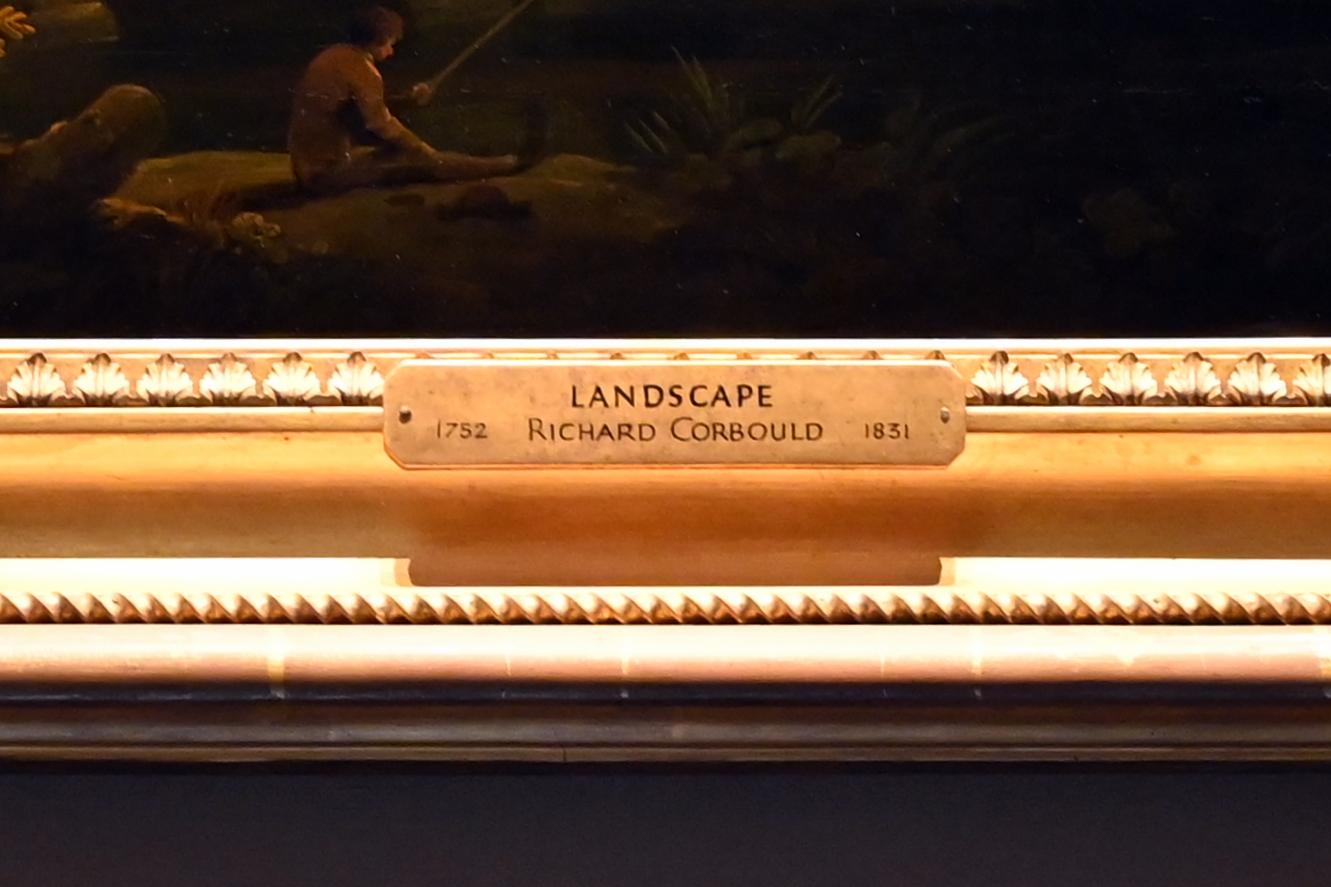 LANDSCAPE
1752 RICHARD CORBOULD 1831